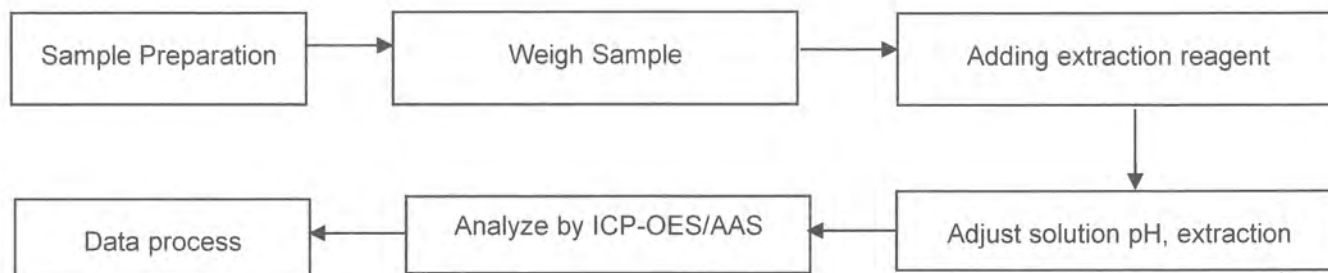 Sample Preparation
Weigh Sample
Adding extraction reagent
Adjust solution pH, extraction
Analyze by ICP-OES/AAS
Data process